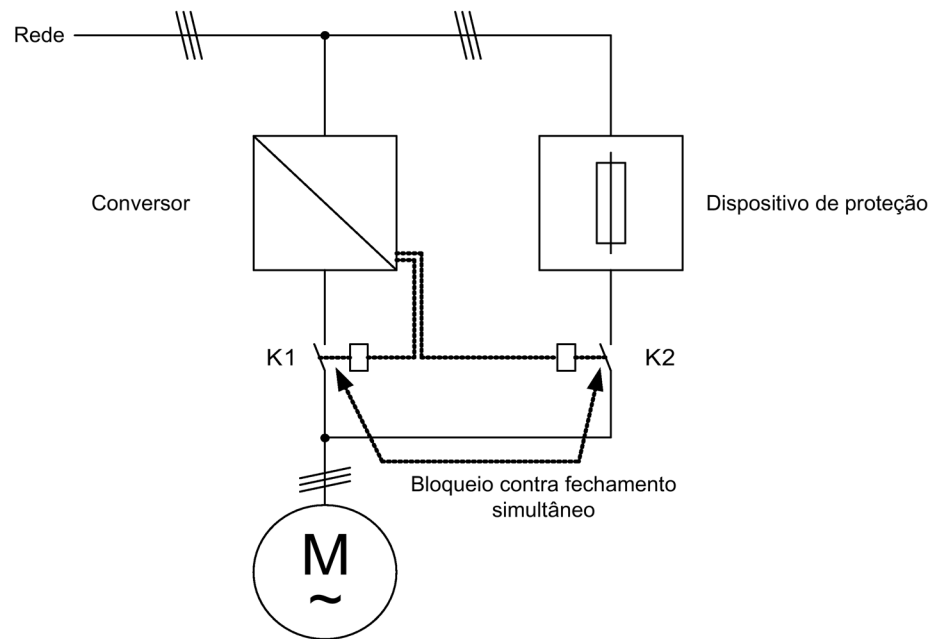 Rede
Conversor
Dispositivo de proteção
K1
K2
Bloqueio contra fechamento
simultâneo
M
~